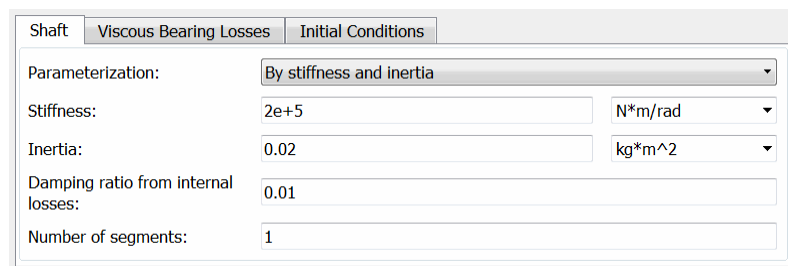 Shaft Viscous Bearing Losses Initial Conditions
Parameterization: By stiffness and inertia
Stiffness: 2e+5 N*m/rad
Inertia: 0.02 kg*m^2
Damping ratio from internal
losses: 0.01
Number of segments: 1